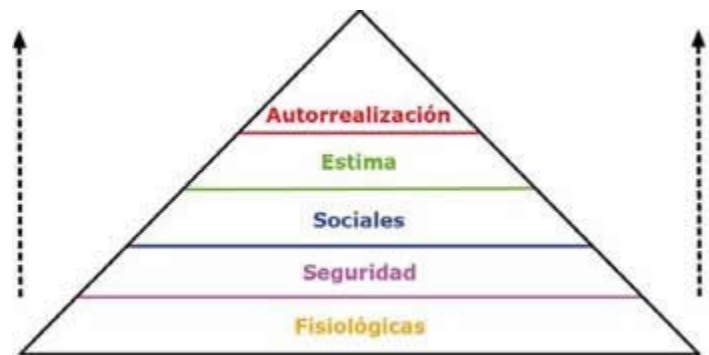 Autorrealización
Estima
Sociales
Seguridad
Fisiológicas